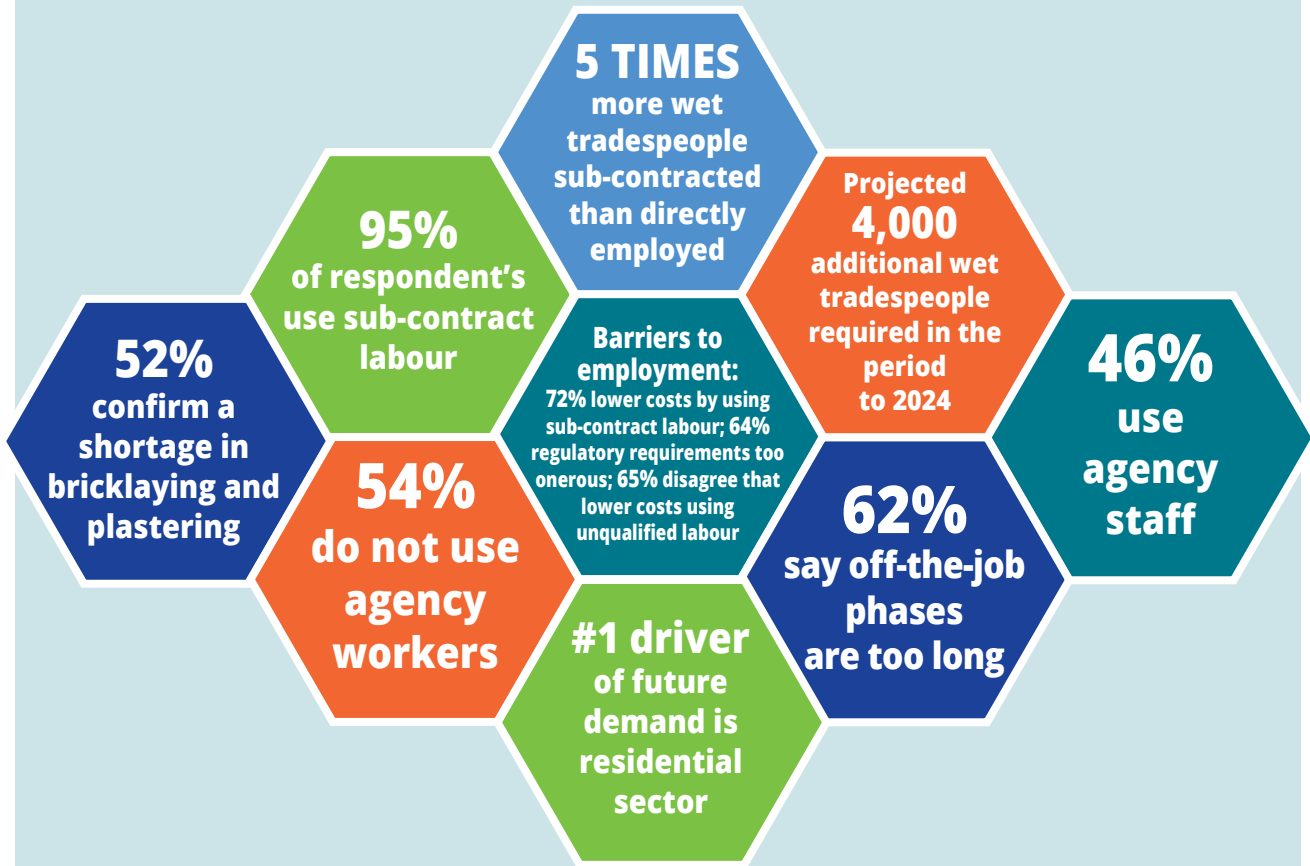 5 TIMES
more wet
tradespeople
sub-contracted
than directly
employed
95%
of respondent's
use sub-contract
labour
Projected
4,000
additional wet
tradespeople
required in the
period
to 2024
52%
confirm a
shortage in
bricklaying and
plastering
Barriers to
employment:
72% lower costs by using
sub-contract labour; 64%
regulatory requirements too
onerous; 65% disagree that
lower costs using
unqualified labour
46%
use
agency
staff
54%
do not use
agency
workers
62%
say off-the-job
phases
are too long
#1 driver
of future
demand is
residential
sector